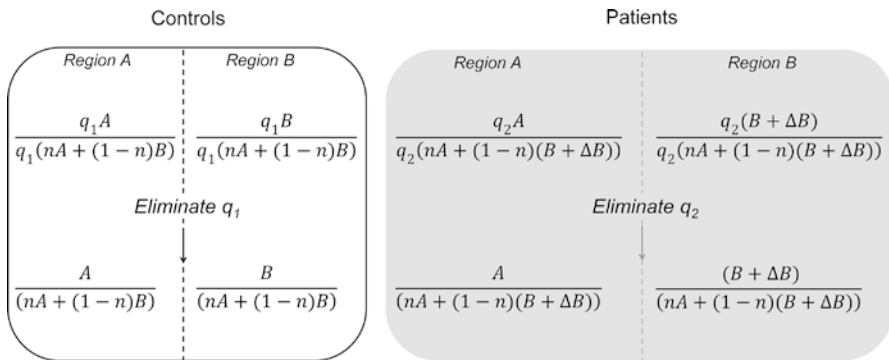 Controls Patients
Region A Region B Region A Region B
q₁A / q₁(nA + (1 − n)B) q₁B / q₁(nA + (1 − n)B) q₂A / q₂(nA + (1 − n)(B + ΔB)) q₂(B + ΔB) / q₂(nA + (1 − n)(B + ΔB))
Eliminate q₁ Eliminate q₂
A / (nA + (1 − n)B) B / (nA + (1 − n)B) A / (nA + (1 − n)(B + ΔB)) (B + ΔB) / (nA + (1 − n)(B + ΔB))